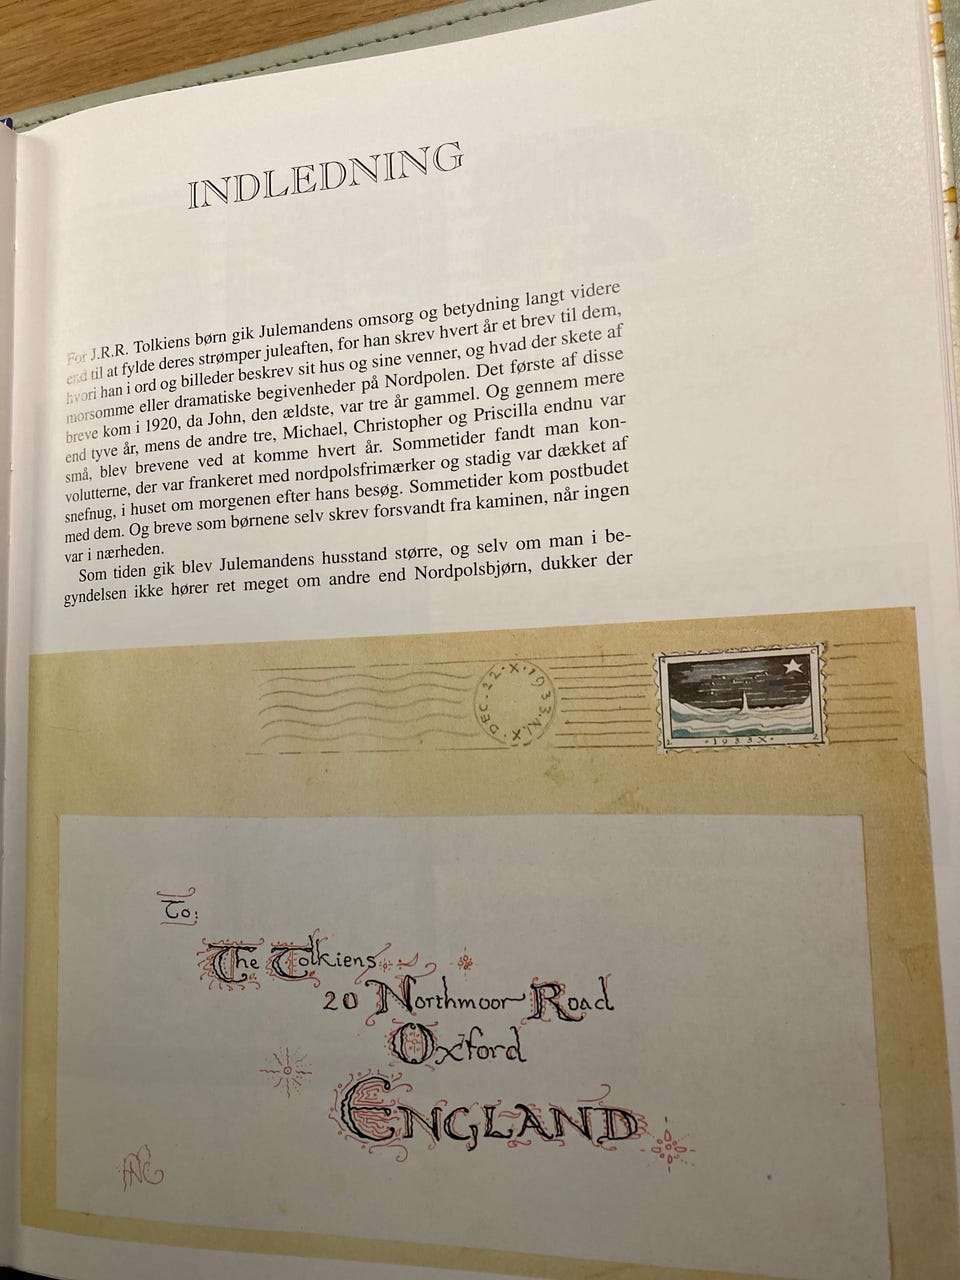 INDLEDNING
For J.R.R. Tolkiens børn gik Julemandens omsorg og betydning langt videre
end til at fylde deres strømper juleaften, for han skrev hvert år et brev til dem,
hvori han i ord og billeder beskrev sit hus og sine venner, og hvad der skete af
morsomme eller dramatiske begivenheder på Nordpolen. Det første af disse
breve kom i 1920, da John, den ældste, var tre år gammel. Og gennem mere
end tyve år, mens de andre tre, Michael, Christopher og Priscilla endnu var
små, blev brevene ved at komme hvert år. Sommetider fandt man kon-
volutterne, der var frankeret med nordpolsfrimærker og stadig var dækket af
snefnug, i huset om morgenen efter hans besøg. Sommetider kom postbudet
med dem. Og breve som børnene selv skrev forsvandt fra kaminen, når ingen
var i nærheden.
Som tiden gik blev Julemandens husstand større, og selv om man i be-
gyndelsen ikke hører ret meget om andre end Nordpolsbjørn, dukker der
DEC. 22. X. 1933. N.X.
2 ·1933X· 2
To:
The Tolkiens
20 Northmoor Road
Oxford
ENGLAND